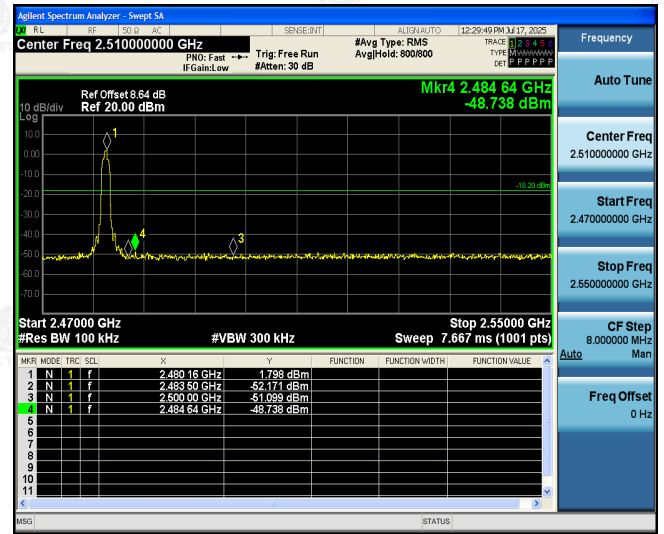 Agilent Spectrum Analyzer - Swept SA
LXI RL RF 50 Ω AC SENSE:INT ALIGNAUTO 12:29:49 PM Jul 17, 2025
Center Freq 2.510000000 GHz
#Avg Type: RMS
TRACE 1 2 3 4 5 6
PNO: Fast
Trig: Free Run
Avg|Hold: 800/800
TYPE MWWWWW
IFGain:Low
#Atten: 30 dB
DET P P P P P P
Mkr4 2.484 64 GHz
-48.738 dBm
Ref Offset 8.64 dB
10 dB/div Ref 20.00 dBm
Log
10.0
0.00
-10.0
-20.0
-30.0
-40.0
-50.0
-60.0
-70.0
1
4
3
-18.20 dBm
Start 2.47000 GHz Stop 2.55000 GHz
#Res BW 100 kHz #VBW 300 kHz Sweep 7.667 ms (1001 pts)
MKR MODE TRC SCL X Y FUNCTION FUNCTION WIDTH FUNCTION VALUE
1 N 1 f 2.480 16 GHz 1.798 dBm
2 N 1 f 2.483 50 GHz -52.171 dBm
3 N 1 f 2.500 00 GHz -51.099 dBm
4 N 1 f 2.484 64 GHz -48.738 dBm
5
6
7
8
9
10
11
MSG STATUS
Frequency
Auto Tune
Center Freq
2.510000000 GHz
Start Freq
2.470000000 GHz
Stop Freq
2.550000000 GHz
CF Step
8.000000 MHz
Auto Man
Freq Offset
0 Hz